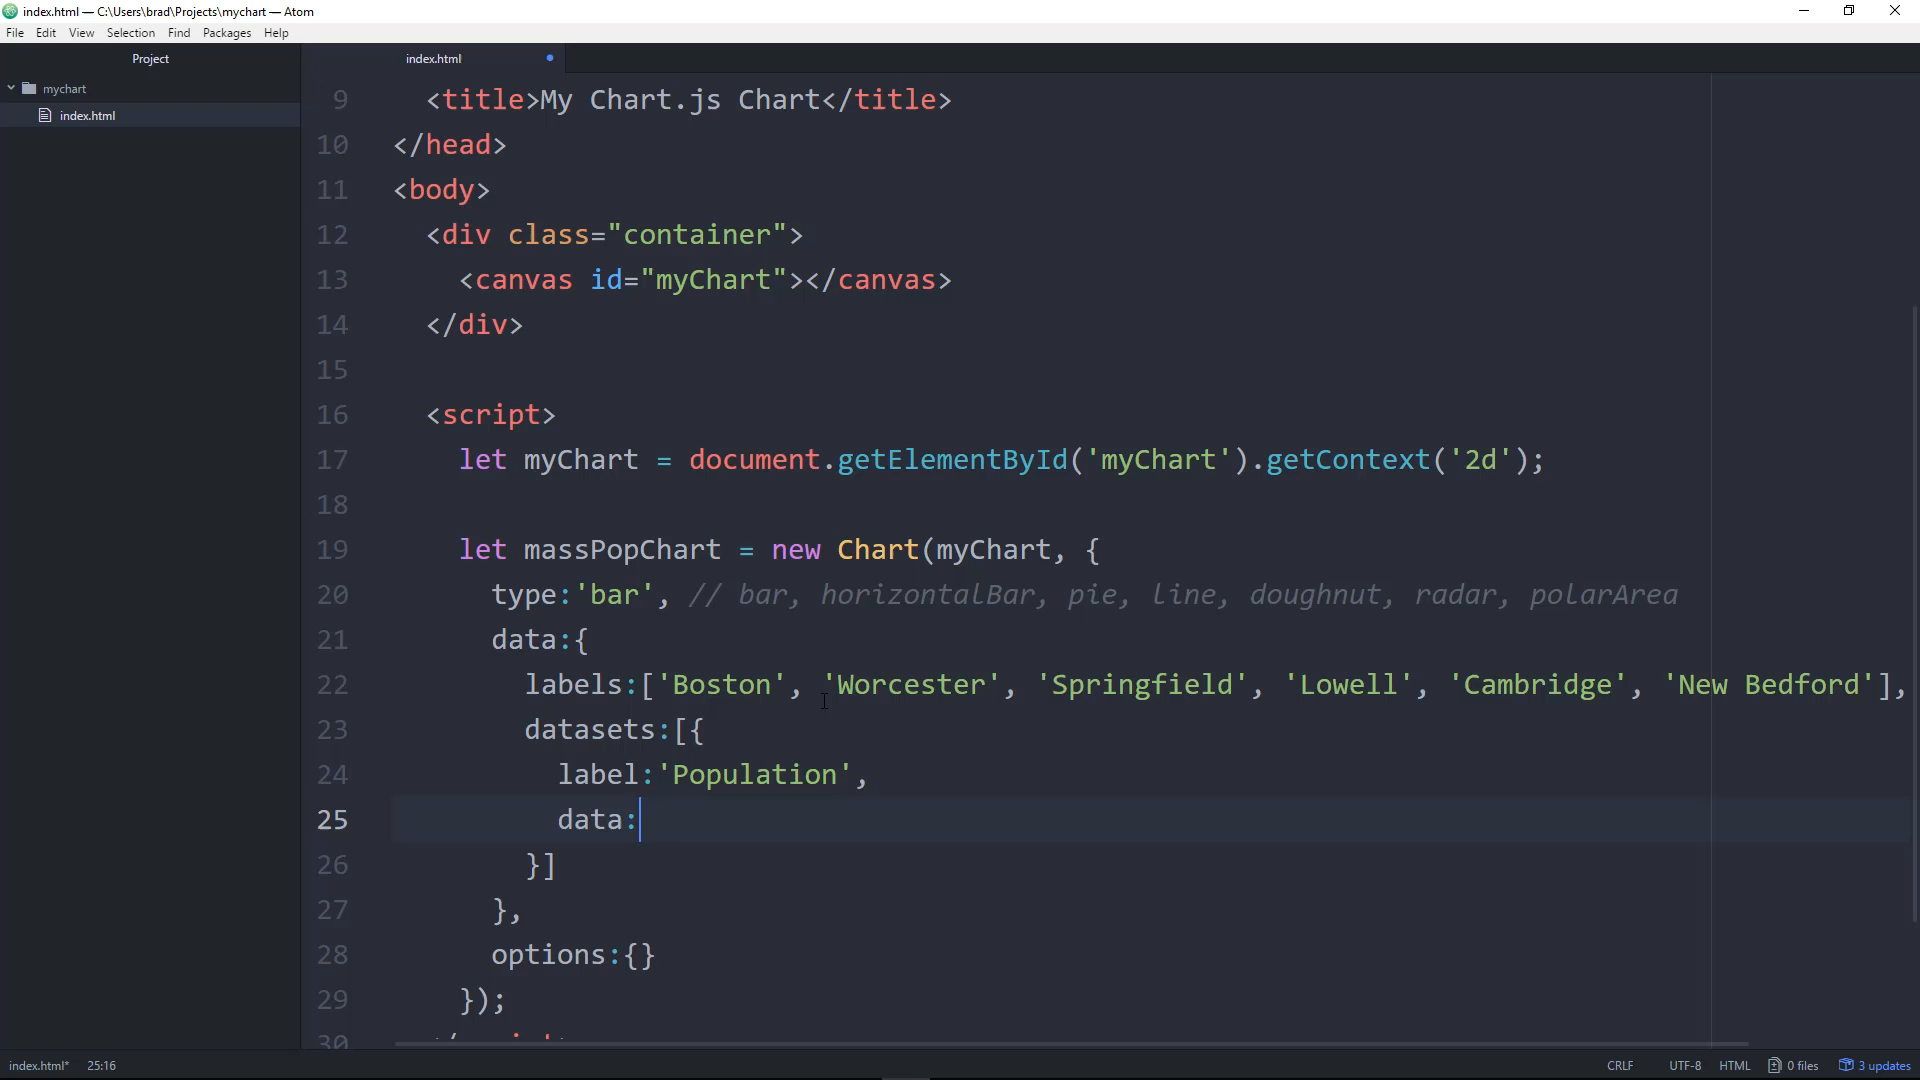 index.html — C:\Users\brad\Projects\mychart — Atom
File Edit View Selection Find Packages Help
Project
mychart
index.html
index.html
9 <title>My Chart.js Chart</title>
10 </head>
11 <body>
12 <div class="container">
13 <canvas id="myChart"></canvas>
14 </div>
15
16 <script>
17 let myChart = document.getElementById('myChart').getContext('2d');
18
19 let massPopChart = new Chart(myChart, {
20 type:'bar', // bar, horizontalBar, pie, line, doughnut, radar, polarArea
21 data:{
22 labels:['Boston', 'Worcester', 'Springfield', 'Lowell', 'Cambridge', 'New Bedford'],
23 datasets:[{
24 label:'Population',
25 data:
26 }]
27 },
28 options:{}
29 });
30
index.html* 25:16 CRLF UTF-8 HTML 0 files 3 updates